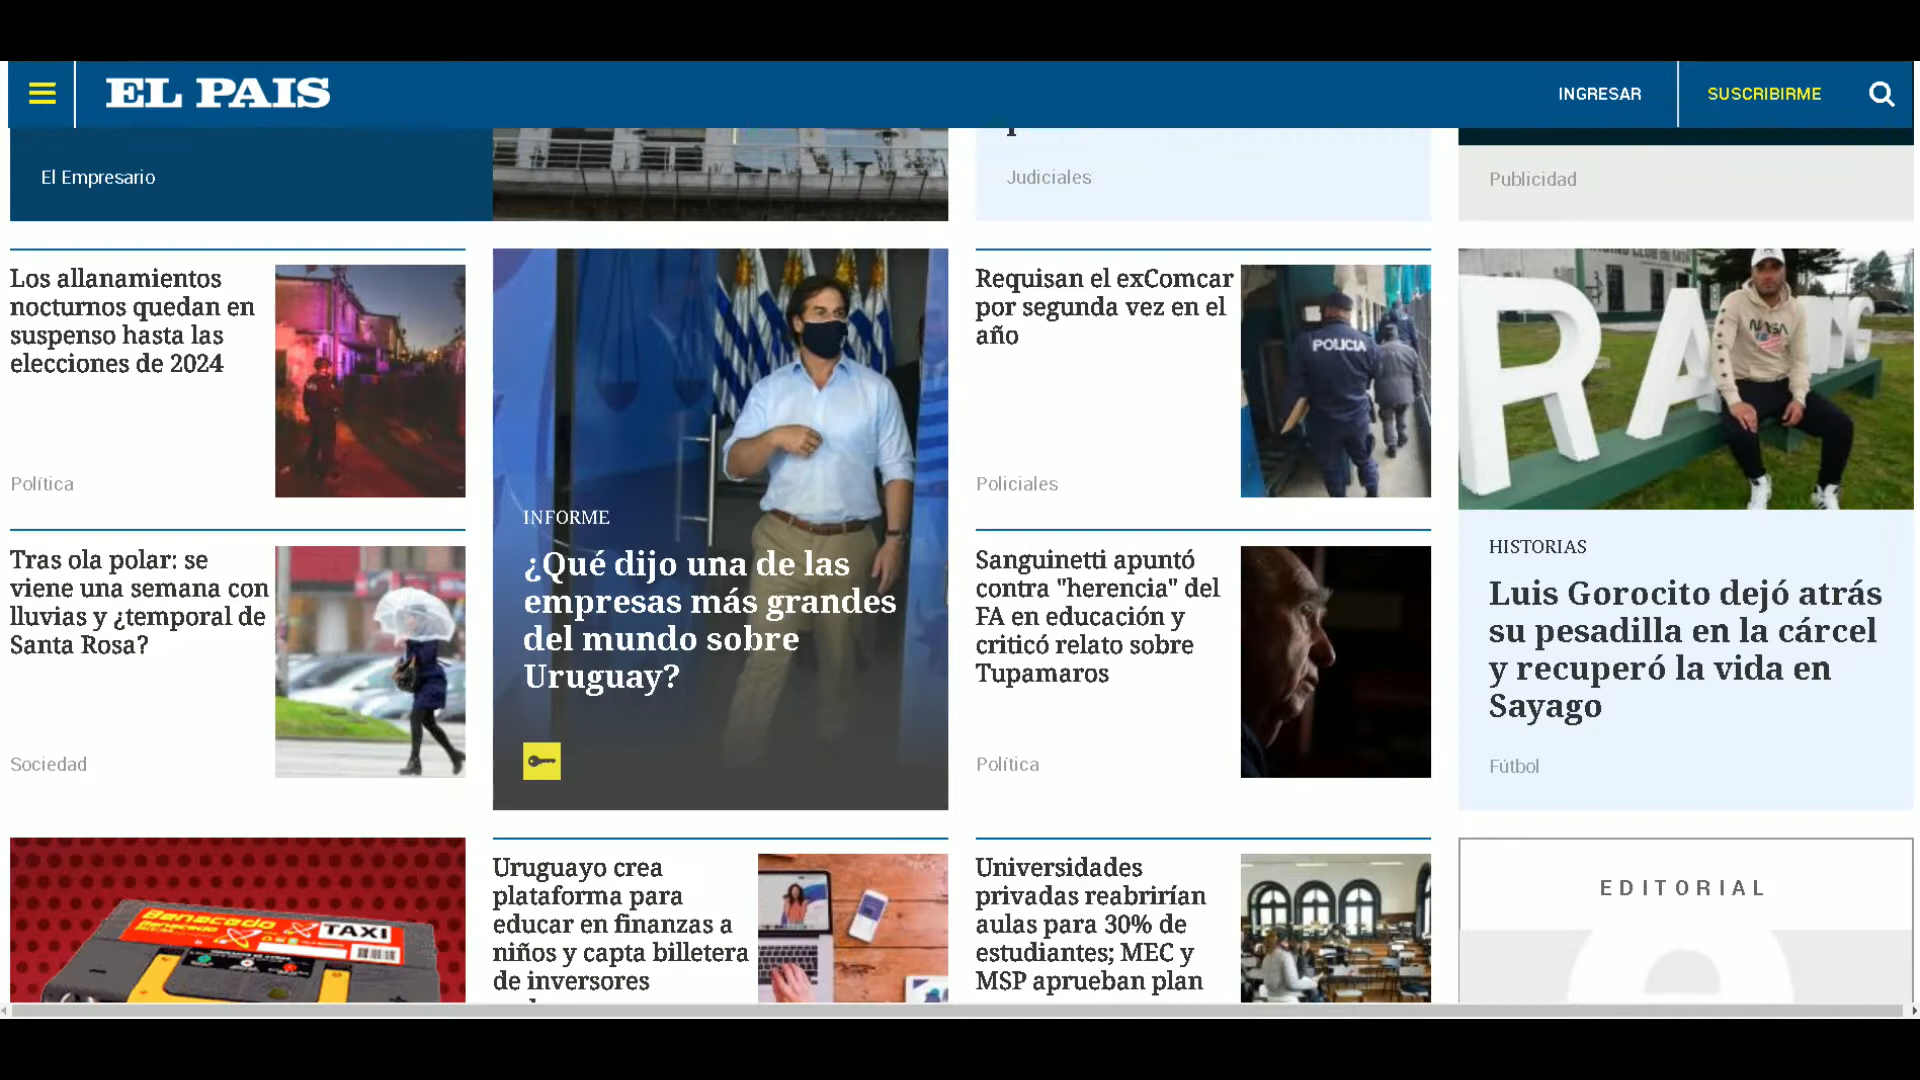 EL PAIS
INGRESAR
SUSCRIBIRME
El Empresario
Judiciales
Publicidad
Los allanamientos
nocturnos quedan en
suspenso hasta las
elecciones de 2024
Política
Tras ola polar: se
viene una semana con
lluvias y ¿temporal de
Santa Rosa?
Sociedad
INFORME
¿Qué dijo una de las
empresas más grandes
del mundo sobre
Uruguay?
Requisan el exComcar
por segunda vez en el
año
POLICIA
Policiales
Sanguinetti apuntó
contra "herencia" del
FA en educación y
criticó relato sobre
Tupamaros
Política
NASA
HISTORIAS
Luis Gorocito dejó atrás
su pesadilla en la cárcel
y recuperó la vida en
Sayago
Fútbol
TAXI
Uruguayo crea
plataforma para
educar en finanzas a
niños y capta billetera
de inversores
Universidades
privadas reabrirían
aulas para 30% de
estudiantes; MEC y
MSP aprueban plan
EDITORIAL
e